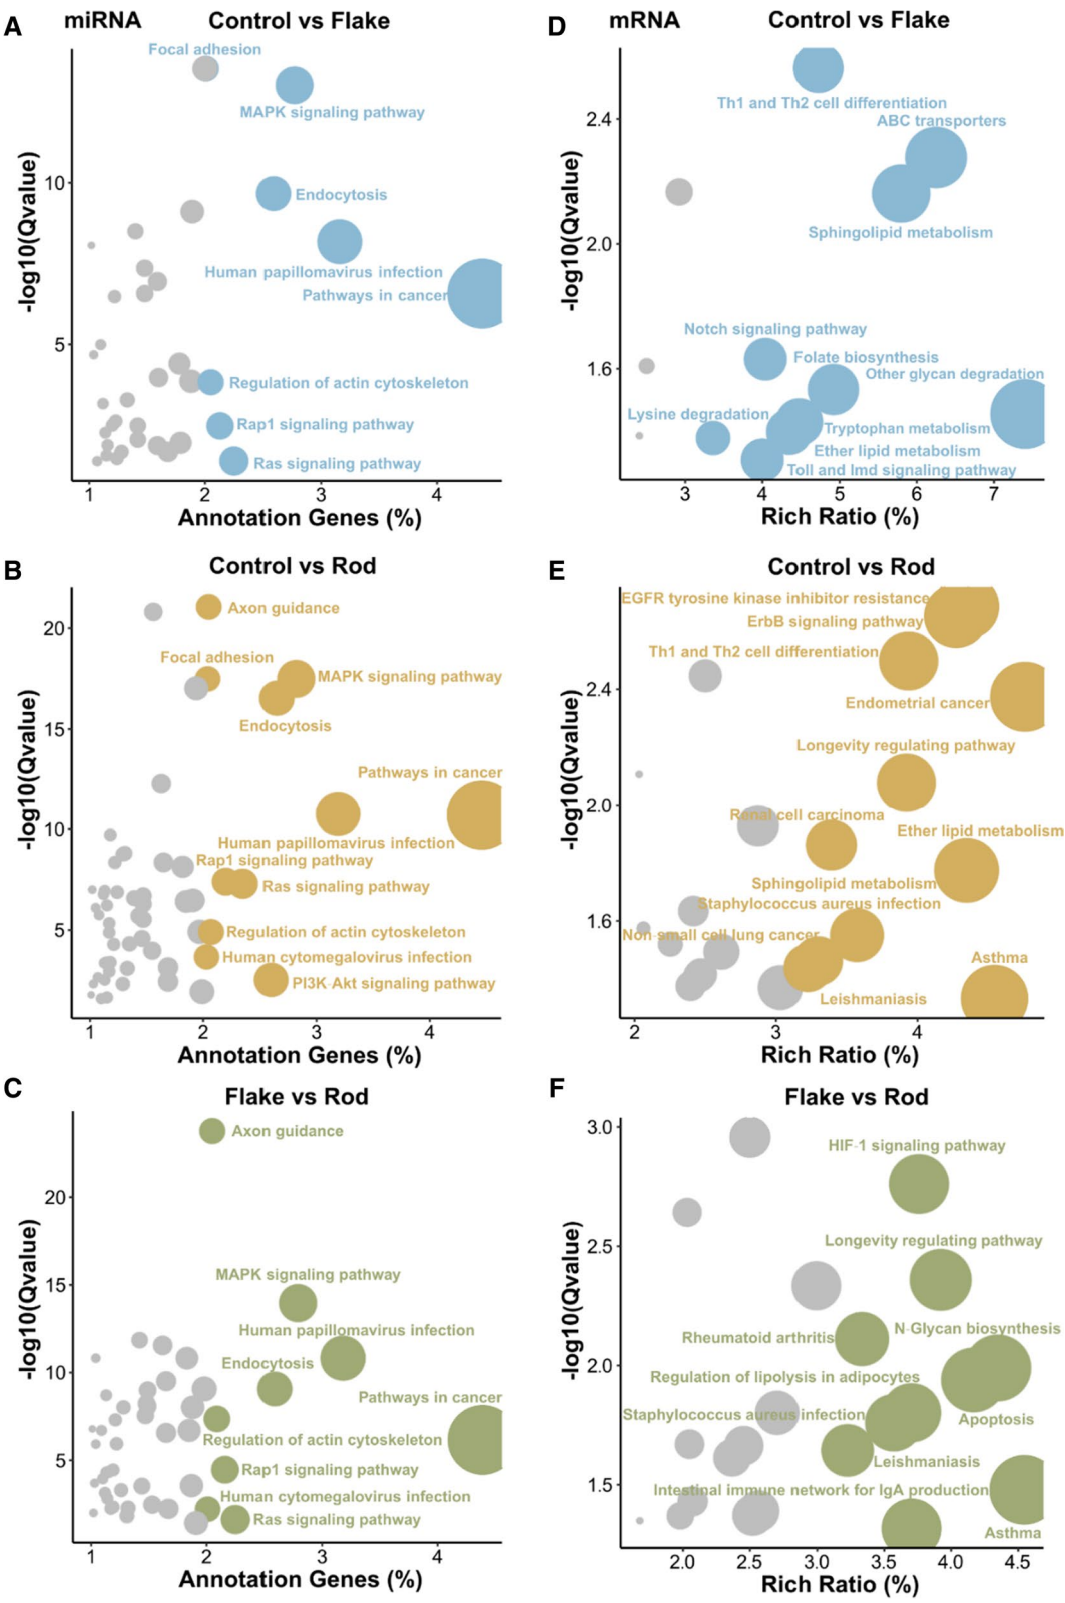 A miRNA Control vs Flake
Focal adhesion
MAPK signaling pathway
Endocytosis
Human papillomavirus infection
Pathways in cancer
Regulation of actin cytoskeleton
Rap1 signaling pathway
Ras signaling pathway
10
5
-log10(Qvalue)
1 2 3 4
Annotation Genes (%)
D mRNA Control vs Flake
Th1 and Th2 cell differentiation
ABC transporters
Sphingolipid metabolism
Notch signaling pathway
Folate biosynthesis
Other glycan degradation
Lysine degradation
Tryptophan metabolism
Ether lipid metabolism
Toll and Imd signaling pathway
2.4
2.0
1.6
-log10(Qvalue)
3 4 5 6 7
Rich Ratio (%)
B Control vs Rod
Axon guidance
Focal adhesion
MAPK signaling pathway
Endocytosis
Pathways in cancer
Human papillomavirus infection
Rap1 signaling pathway
Ras signaling pathway
Regulation of actin cytoskeleton
Human cytomegalovirus infection
PI3K-Akt signaling pathway
20
15
10
5
-log10(Qvalue)
1 2 3 4
Annotation Genes (%)
E Control vs Rod
EGFR tyrosine kinase inhibitor resistance
ErbB signaling pathway
Th1 and Th2 cell differentiation
Endometrial cancer
Longevity regulating pathway
Renal cell carcinoma
Ether lipid metabolism
Sphingolipid metabolism
Staphylococcus aureus infection
Non-small cell lung cancer
Asthma
Leishmaniasis
2.4
2.0
1.6
-log10(Qvalue)
2 3 4
Rich Ratio (%)
C Flake vs Rod
Axon guidance
MAPK signaling pathway
Human papillomavirus infection
Endocytosis
Pathways in cancer
Regulation of actin cytoskeleton
Rap1 signaling pathway
Human cytomegalovirus infection
Ras signaling pathway
20
15
10
5
-log10(Qvalue)
1 2 3 4
Annotation Genes (%)
F Flake vs Rod
HIF-1 signaling pathway
Longevity regulating pathway
N-Glycan biosynthesis
Rheumatoid arthritis
Regulation of lipolysis in adipocytes
Staphylococcus aureus infection
Apoptosis
Leishmaniasis
Intestinal immune network for IgA production
Asthma
3.0
2.5
2.0
1.5
-log10(Qvalue)
2.0 2.5 3.0 3.5 4.0 4.5
Rich Ratio (%)